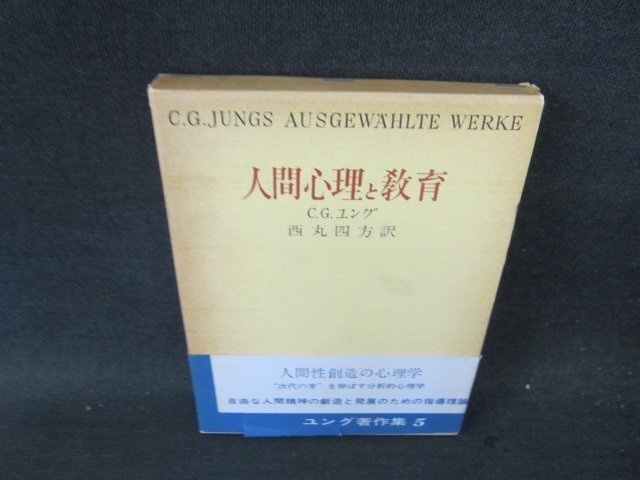 C.G.JUNGS AUSGEWÄHLTE WERKE
人間心理と教育
C.G.ユング
西丸四方訳
人間性創造の心理学
"次代の芽"を伸ばす分析的心理学
自由な人間精神の創造と発展のための指導理論
ユング著作集 5